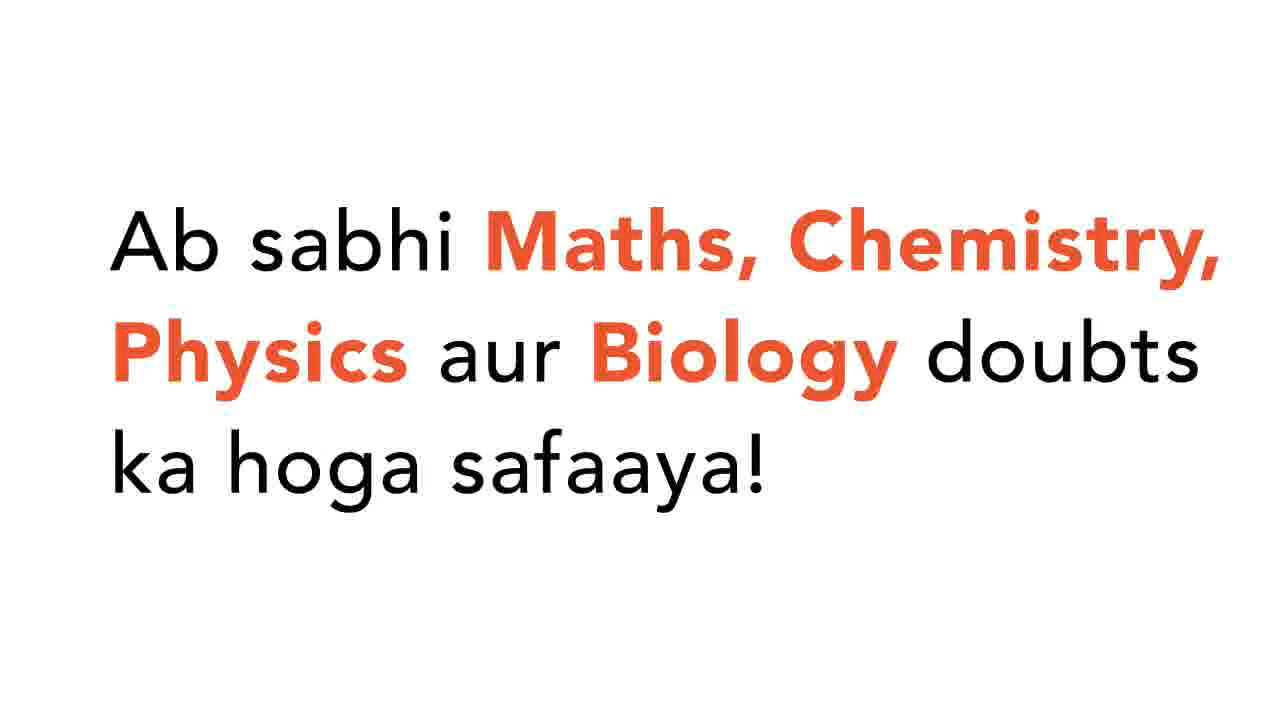 Ab sabhi Maths, Chemistry,
Physics aur Biology doubts
ka hoga safaaya!